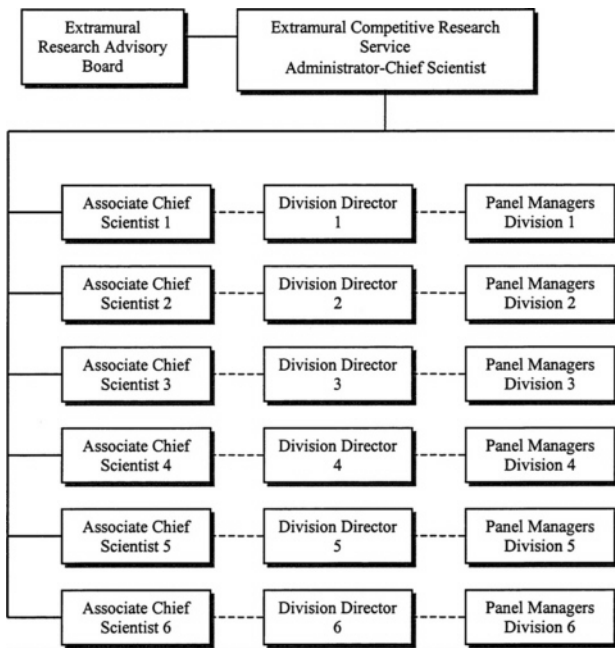 Extramural
Research Advisory
Board
Extramural Competitive Research
Service
Administrator-Chief Scientist
Associate Chief
Scientist 1
Division Director
1
Panel Managers
Division 1
Associate Chief
Scientist 2
Division Director
2
Panel Managers
Division 2
Associate Chief
Scientist 3
Division Director
3
Panel Managers
Division 3
Associate Chief
Scientist 4
Division Director
4
Panel Managers
Division 4
Associate Chief
Scientist 5
Division Director
5
Panel Managers
Division 5
Associate Chief
Scientist 6
Division Director
6
Panel Managers
Division 6